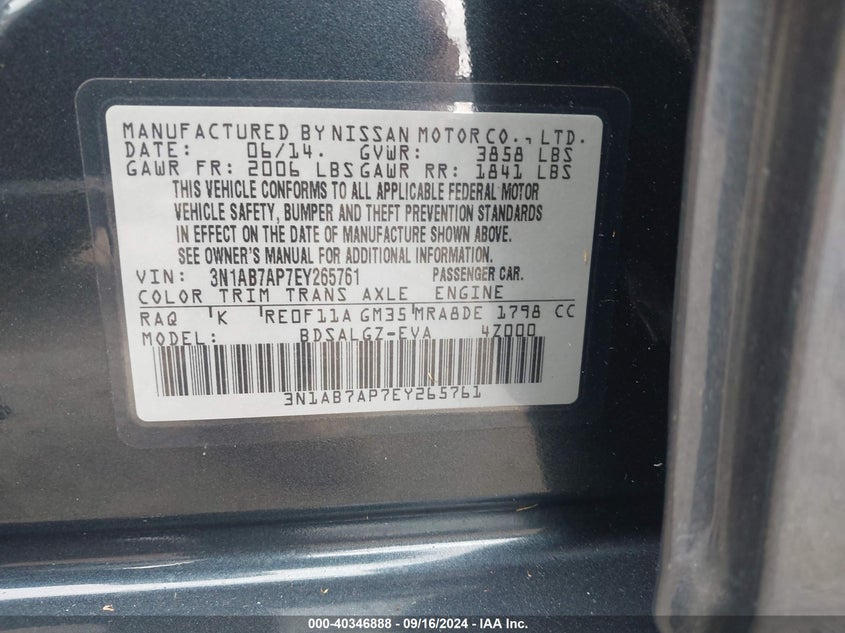 MANUFACTURED BY NISSAN MOTOR CO., LTD.
DATE: 06/14. GVWR: 3858 LBS
GAWR FR: 2006 LBS GAWR RR: 1841 LBS
THIS VEHICLE CONFORMS TO ALL APPLICABLE FEDERAL MOTOR
VEHICLE SAFETY, BUMPER AND THEFT PREVENTION STANDARDS
IN EFFECT ON THE DATE OF MANUFACTURE SHOWN ABOVE.
SEE OWNER'S MANUAL FOR ADDITIONAL INFORMATION.
VIN: 3N1AB7AP7EY265761 PASSENGER CAR.
COLOR TRIM TRANS AXLE ENGINE
RAQ K RE0F11A GM35 MRA8DE 1798 CC
MODEL: BDSALGZ-EVA 4Z000
3N1AB7AP7EY265761
000-40346888 - 09/16/2024 - IAA Inc.